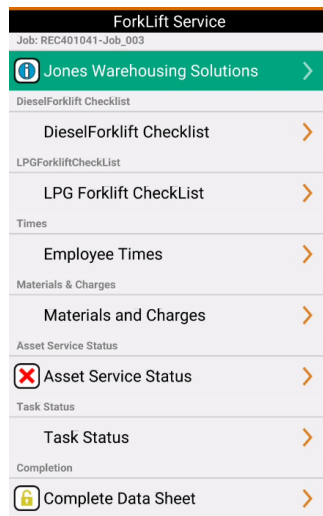 ForkLift Service
Job: REC401041-Job_003
Jones Warehousing Solutions
DieselForklift Checklist
DieselForklift Checklist
LPGForkliftCheckList
LPG Forklift CheckList
Times
Employee Times
Materials & Charges
Materials and Charges
Asset Service Status
Asset Service Status
Task Status
Task Status
Completion
Complete Data Sheet